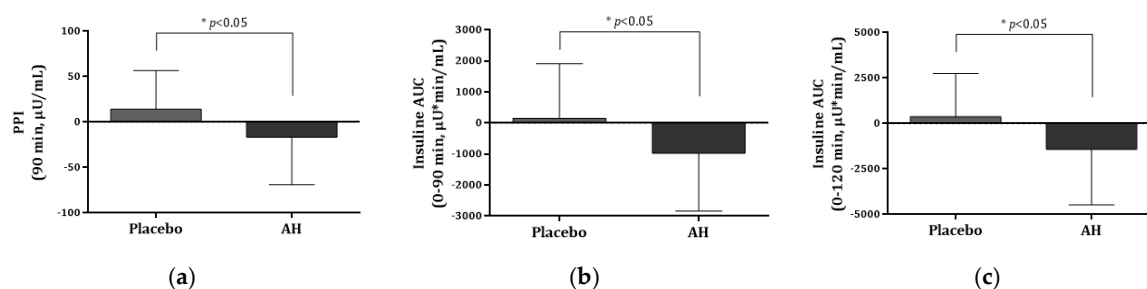 * p<0.05
PPI
(90 min, μU/mL)
100
50
0
-50
-100
Placebo
AH
(a)
* p<0.05
Insuline AUC
(0-90 min, μU*min/mL)
3000
2000
1000
0
-1000
-2000
-3000
Placebo
AH
(b)
* p<0.05
Insuline AUC
(0-120 min, μU*min/mL)
5000
2500
0
-2500
-5000
Placebo
AH
(c)